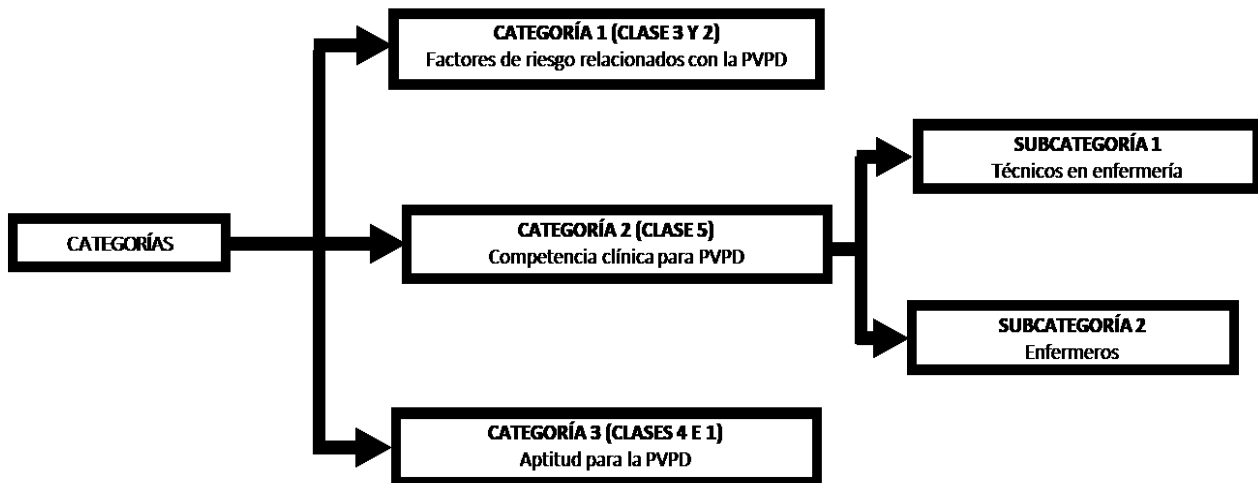 CATEGORÍAS
CATEGORÍA 1 (CLASE 3 Y 2)
Factores de riesgo relacionados con la PVPD
CATEGORÍA 2 (CLASE 5)
Competencia clínica para PVPD
SUBCATEGORÍA 1
Técnicos en enfermería
SUBCATEGORÍA 2
Enfermeros
CATEGORÍA 3 (CLASES 4 E 1)
Aptitud para la PVPD